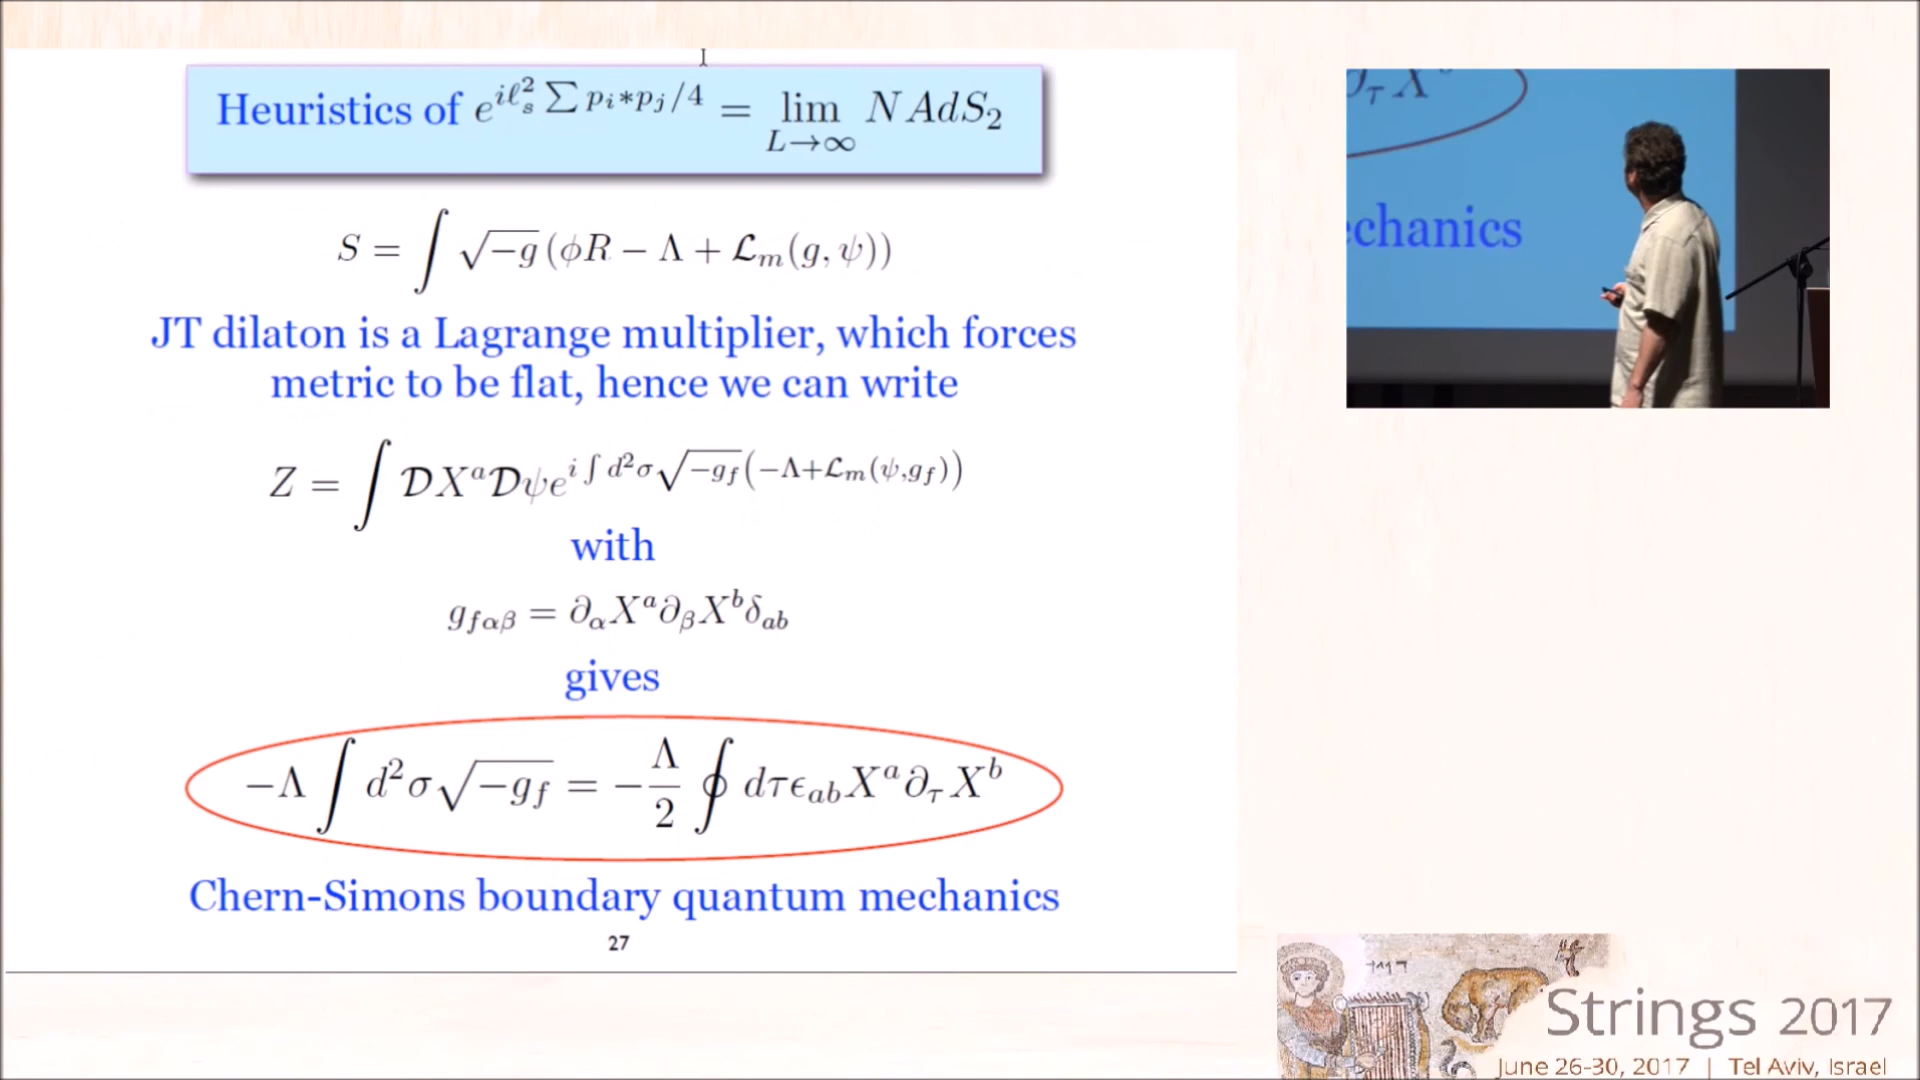 Heuristics of $e^{i\ell_s^2 \sum p_i * p_j/4} = \lim_{L\to\infty} NAdS_2$
$S = \int \sqrt{-g}(\phi R - \Lambda + \mathcal{L}_m(g,\psi))$
JT dilaton is a Lagrange multiplier, which forces
metric to be flat, hence we can write
$Z = \int \mathcal{D}X^a \mathcal{D}\psi e^{i\int d^2\sigma \sqrt{-g_f}(-\Lambda + \mathcal{L}_m(\psi,g_f))}$
with
$g_{f\alpha\beta} = \partial_\alpha X^a \partial_\beta X^b \delta_{ab}$
gives
$-\Lambda \int d^2\sigma \sqrt{-g_f} = -\frac{\Lambda}{2} \oint d\tau \epsilon_{ab} X^a \partial_\tau X^b$
Chern-Simons boundary quantum mechanics
27
$\partial_\tau X$
echanics
Strings 2017
June 26-30, 2017 | Tel Aviv, Israel